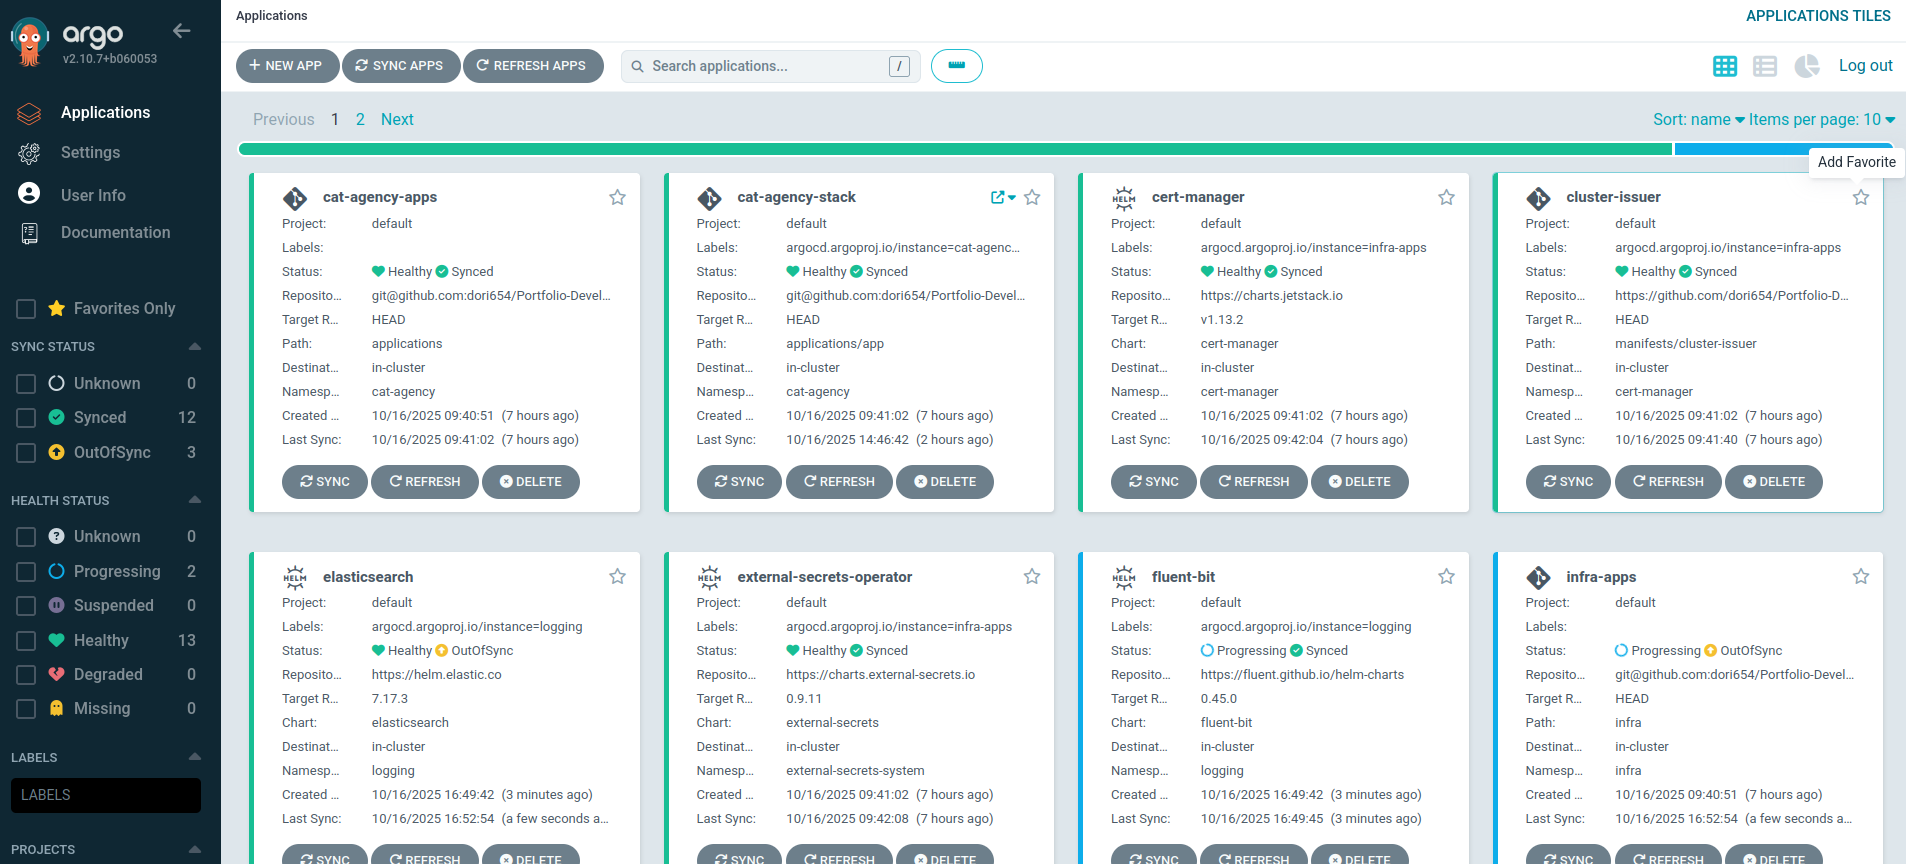 argo
v2.10.7+b060053
Applications
Settings
User Info
Documentation
Favorites Only
SYNC STATUS
Unknown 0
Synced 12
OutOfSync 3
HEALTH STATUS
Unknown 0
Progressing 2
Suspended 0
Healthy 13
Degraded 0
Missing 0
LABELS
LABELS
PROJECTS
Applications
APPLICATIONS TILES
NEW APP SYNC APPS REFRESH APPS Search applications... / Log out
Previous 1 2 Next Sort: name Items per page: 10
Add Favorite
cat-agency-apps
Project: default
Labels:
Status: Healthy Synced
Reposito... git@github.com:dori654/Portfolio-Devel...
Target R... HEAD
Path: applications
Destinat... in-cluster
Namesp... cat-agency
Created ... 10/16/2025 09:40:51 (7 hours ago)
Last Sync: 10/16/2025 09:41:02 (7 hours ago)
SYNC REFRESH DELETE
cat-agency-stack
Project: default
Labels: argocd.argoproj.io/instance=cat-agenc...
Status: Healthy Synced
Reposito... git@github.com:dori654/Portfolio-Devel...
Target R... HEAD
Path: applications/app
Destinat... in-cluster
Namesp... cat-agency
Created ... 10/16/2025 09:41:02 (7 hours ago)
Last Sync: 10/16/2025 14:46:42 (2 hours ago)
SYNC REFRESH DELETE
HELM
cert-manager
Project: default
Labels: argocd.argoproj.io/instance=infra-apps
Status: Healthy Synced
Reposito... https://charts.jetstack.io
Target R... v1.13.2
Chart: cert-manager
Destinat... in-cluster
Namesp... cert-manager
Created ... 10/16/2025 09:41:02 (7 hours ago)
Last Sync: 10/16/2025 09:42:04 (7 hours ago)
SYNC REFRESH DELETE
cluster-issuer
Project: default
Labels: argocd.argoproj.io/instance=infra-apps
Status: Healthy Synced
Reposito... https://github.com/dori654/Portfolio-D...
Target R... HEAD
Path: manifests/cluster-issuer
Destinat... in-cluster
Namesp... cert-manager
Created ... 10/16/2025 09:41:02 (7 hours ago)
Last Sync: 10/16/2025 09:41:40 (7 hours ago)
SYNC REFRESH DELETE
HELM
elasticsearch
Project: default
Labels: argocd.argoproj.io/instance=logging
Status: Healthy OutOfSync
Reposito... https://helm.elastic.co
Target R... 7.17.3
Chart: elasticsearch
Destinat... in-cluster
Namesp... logging
Created ... 10/16/2025 16:49:42 (3 minutes ago)
Last Sync: 10/16/2025 16:52:54 (a few seconds a...
SYNC REFRESH DELETE
HELM
external-secrets-operator
Project: default
Labels: argocd.argoproj.io/instance=infra-apps
Status: Healthy Synced
Reposito... https://charts.external-secrets.io
Target R... 0.9.11
Chart: external-secrets
Destinat... in-cluster
Namesp... external-secrets-system
Created ... 10/16/2025 09:41:02 (7 hours ago)
Last Sync: 10/16/2025 09:42:08 (7 hours ago)
SYNC REFRESH DELETE
HELM
fluent-bit
Project: default
Labels: argocd.argoproj.io/instance=logging
Status: Progressing Synced
Reposito... https://fluent.github.io/helm-charts
Target R... 0.45.0
Chart: fluent-bit
Destinat... in-cluster
Namesp... logging
Created ... 10/16/2025 16:49:42 (3 minutes ago)
Last Sync: 10/16/2025 16:49:45 (3 minutes ago)
SYNC REFRESH DELETE
infra-apps
Project: default
Labels:
Status: Progressing OutOfSync
Reposito... git@github.com:dori654/Portfolio-Devel...
Target R... HEAD
Path: infra
Destinat... in-cluster
Namesp... infra
Created ... 10/16/2025 09:40:51 (7 hours ago)
Last Sync: 10/16/2025 16:52:54 (a few seconds a...
SYNC REFRESH DELETE